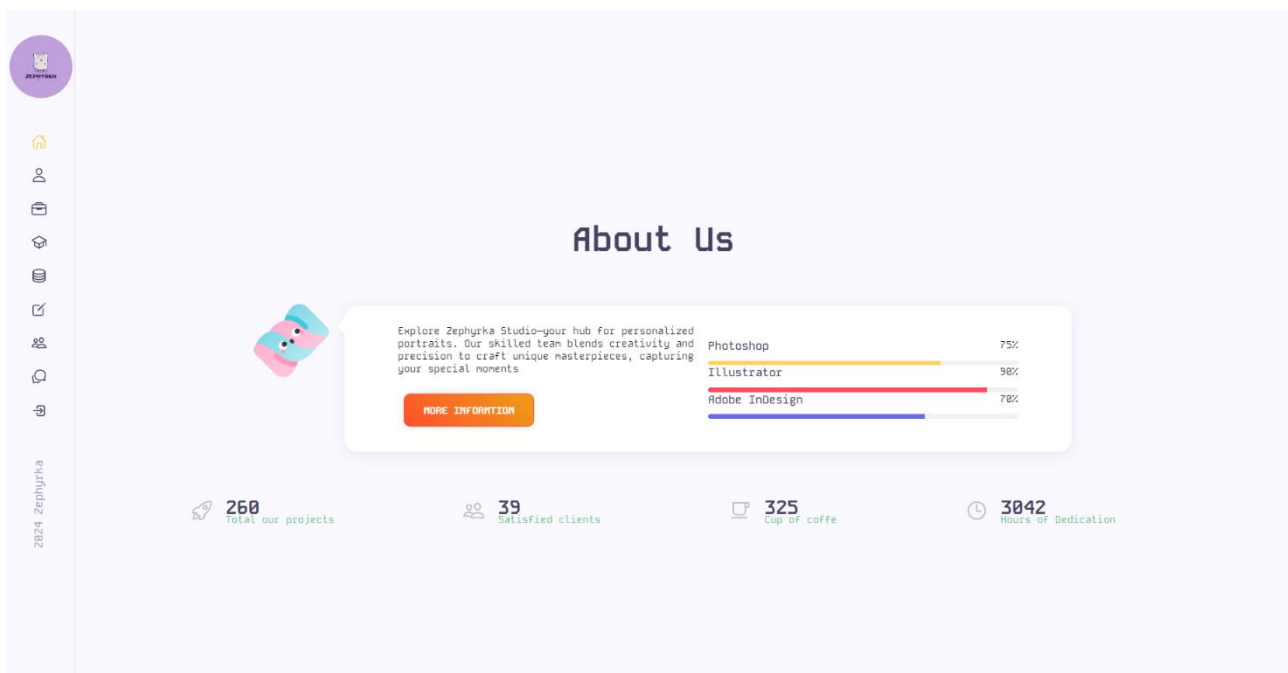 ZEPHYRKA
About Us
Explore Zephyrka Studio—your hub for personalized
portraits. Our skilled team blends creativity and
precision to craft unique masterpieces, capturing
your special moments
MORE INFORMTION
Photoshop 75%
Illustrator 90%
Adobe InDesign 70%
260
Total our projects
39
Satisfied clients
325
Cup of coffe
3042
Hours of Dedication
2024 Zephyrka